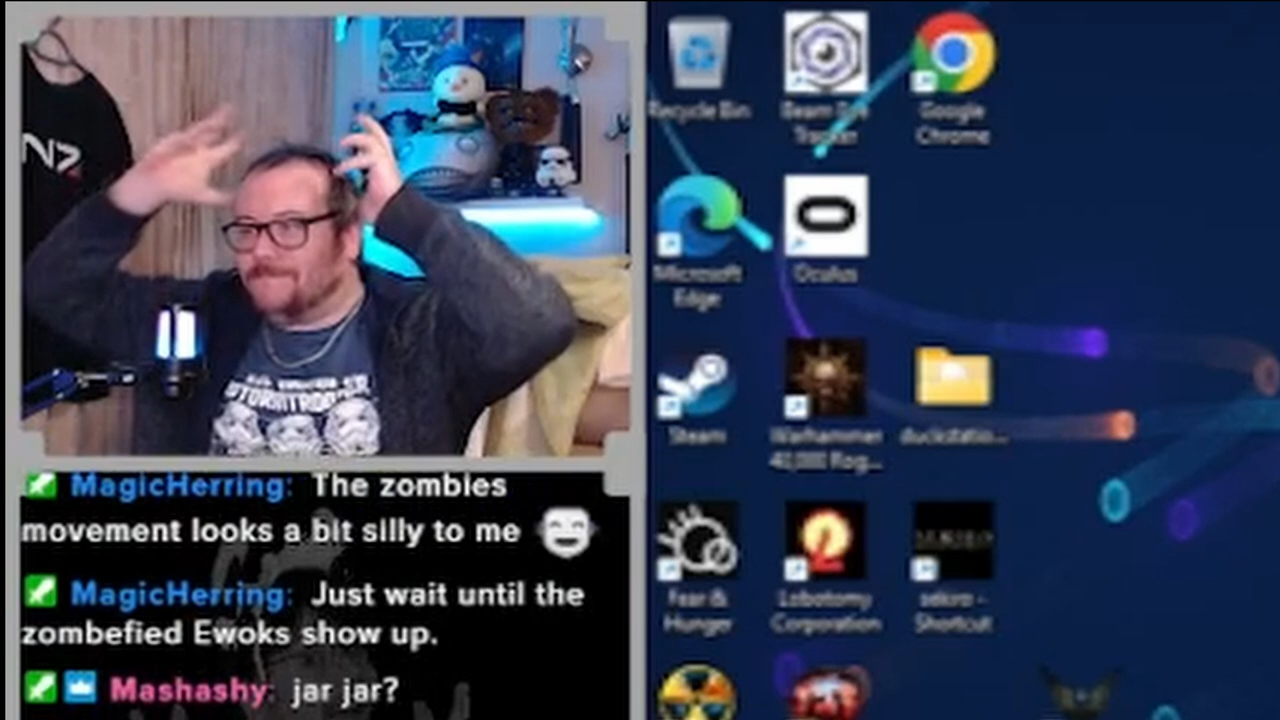 N7
STORMTROOPER
MagicHerring: The zombies
movement looks a bit silly to me
MagicHerring: Just wait until the
zombefied Ewoks show up.
Mashashy: jar jar?
Recycle Bin
Google
Chrome
Microsoft
Edge
Oculus
Steam
Warhammer
40,000 Rog...
duckstatio...
Fear &
Hunger
Lobotomy
Corporation
sekiro -
Shortcut